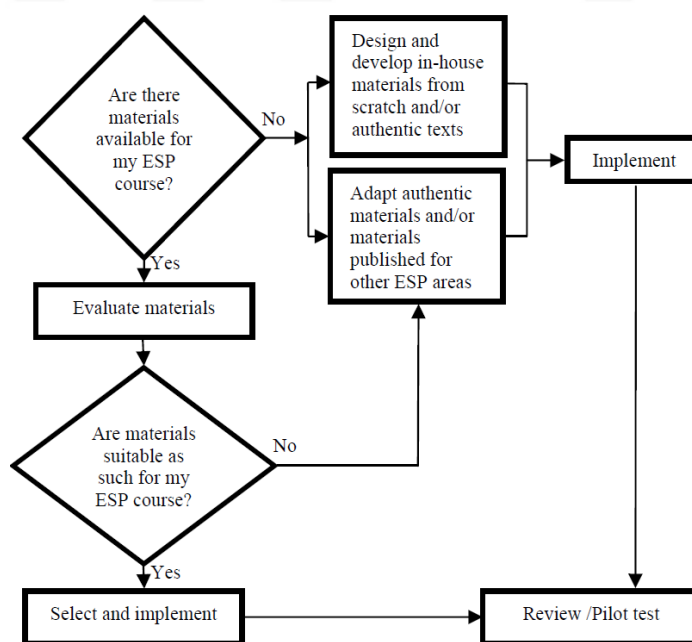 Are there
materials
available for
my ESP
course?
No
Design and
develop in-house
materials from
scratch and/or
authentic texts
Implement
Adapt authentic
materials and/or
materials
published for
other ESP areas
Yes
Evaluate materials
Are materials
suitable as
such for my
ESP course?
No
Yes
Select and implement
Review /Pilot test